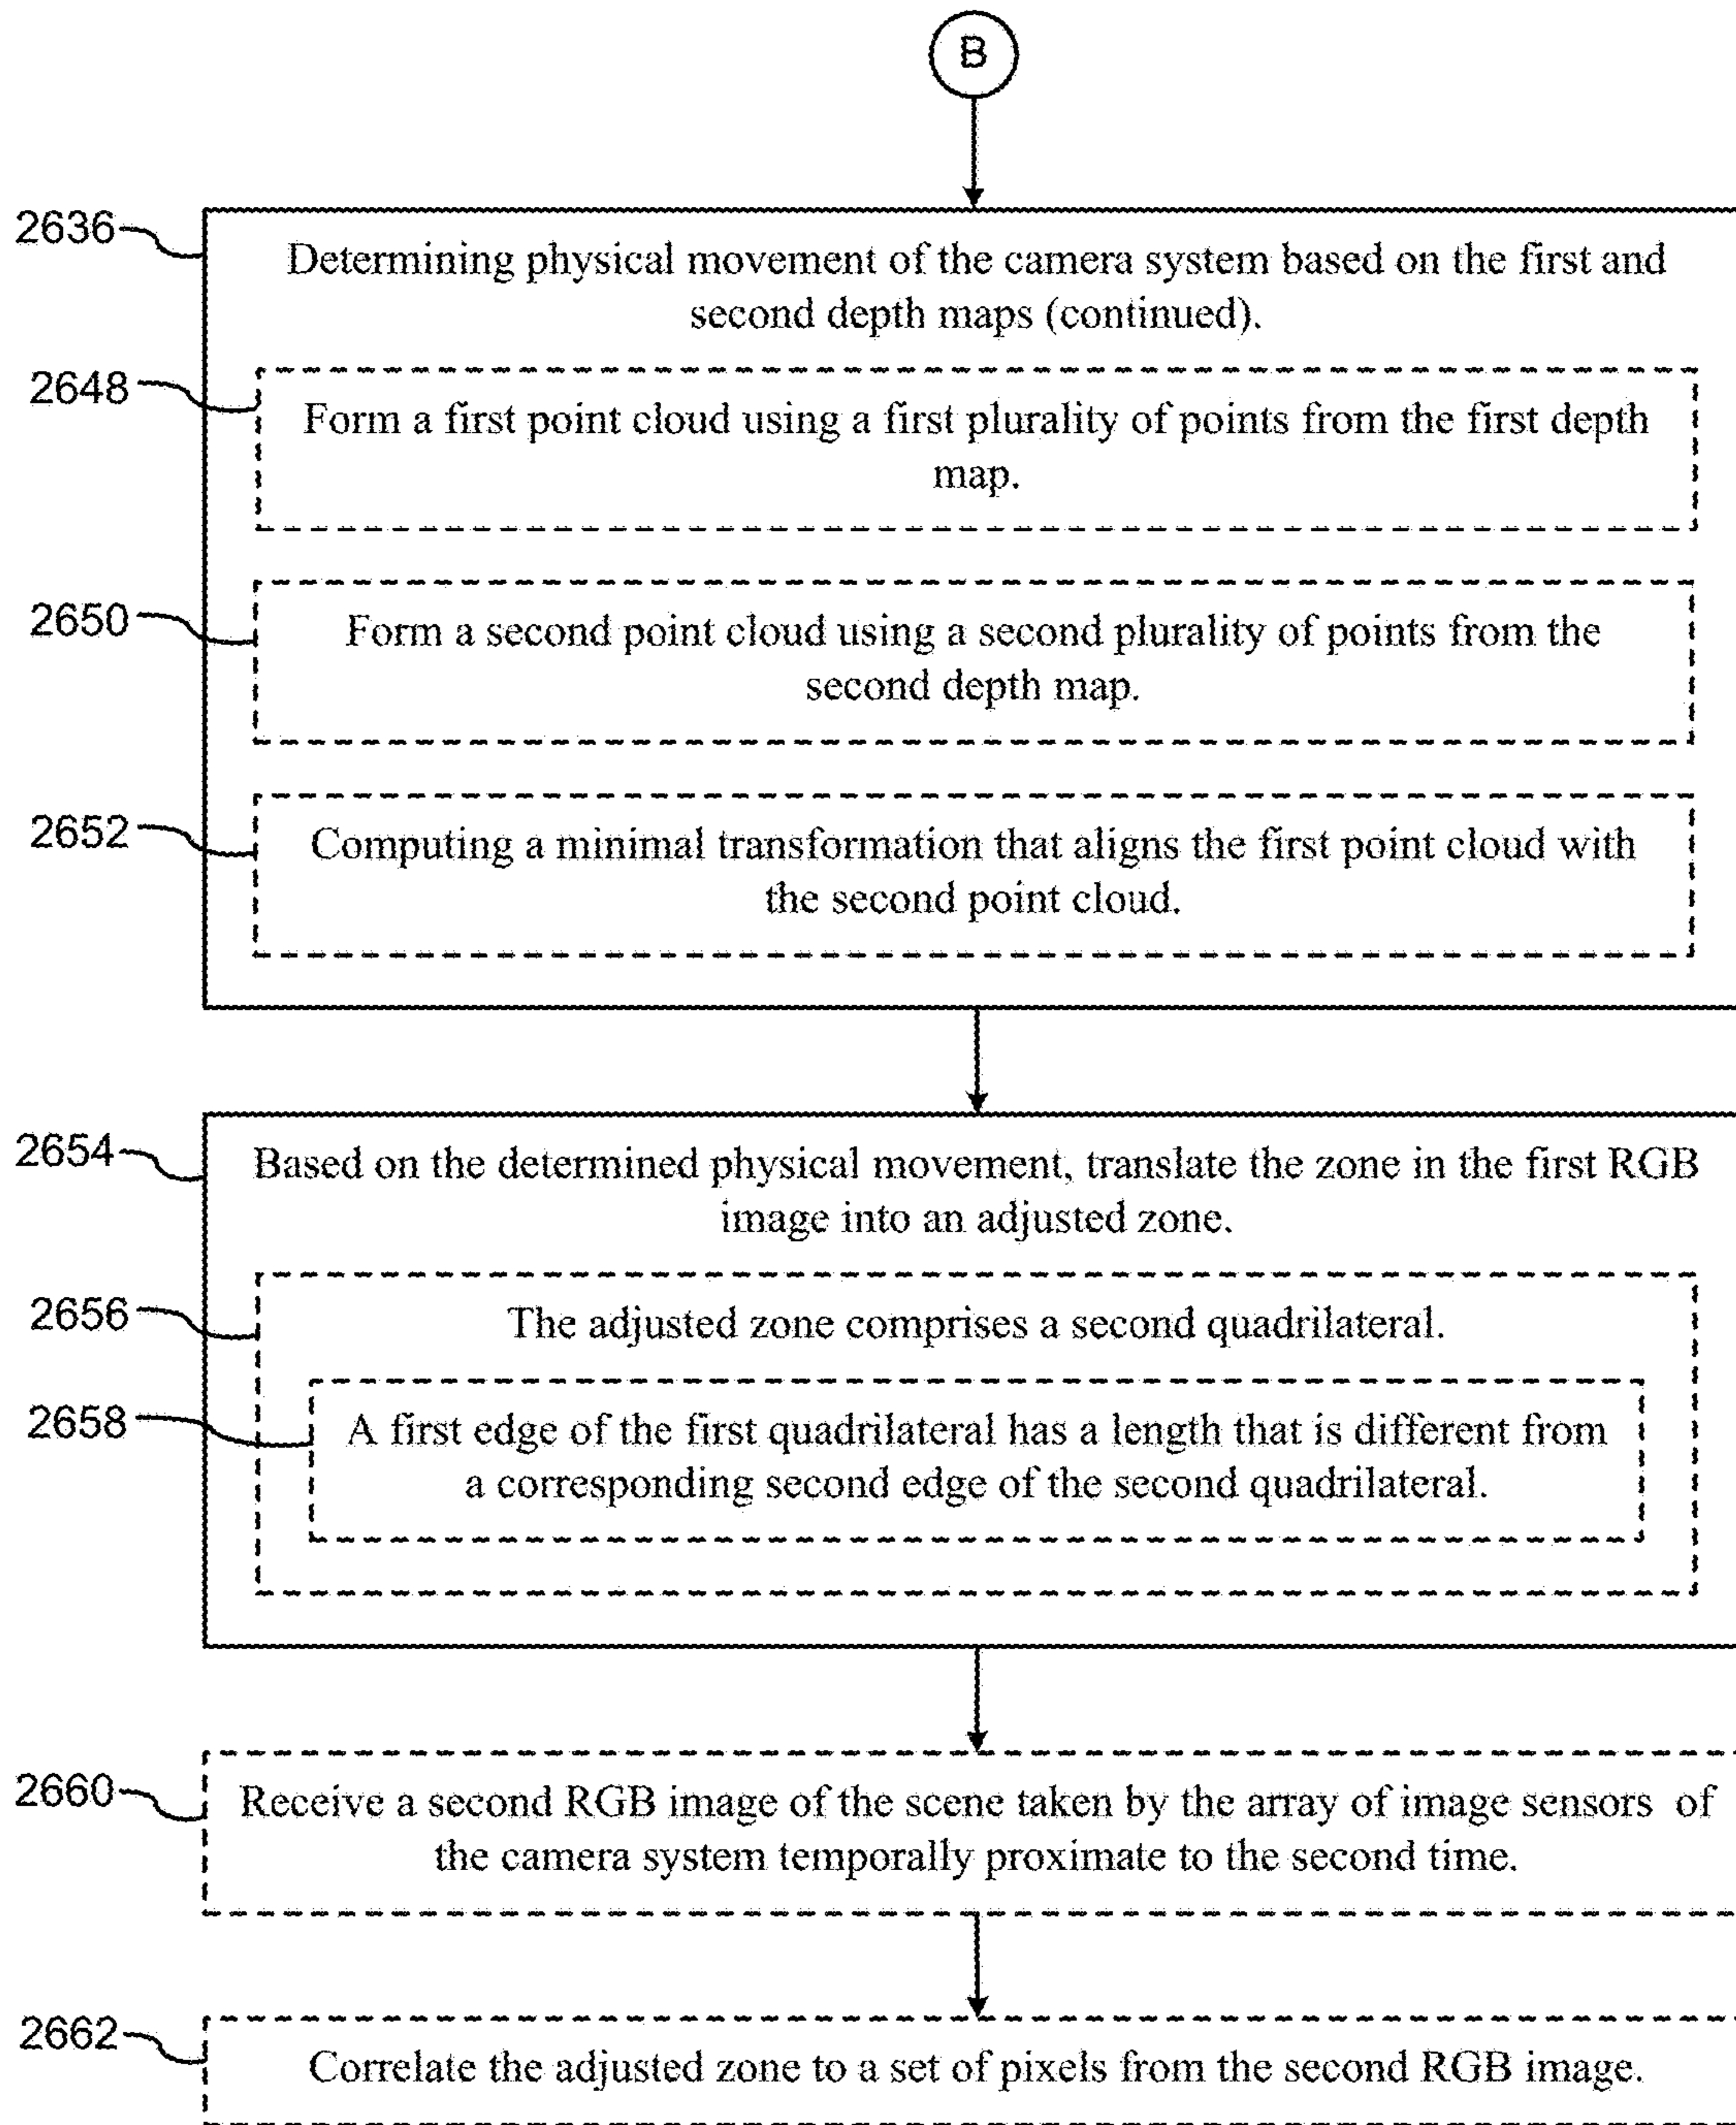 B
2636
Determining physical movement of the camera system based on the first and
second depth maps (continued).
2648
Form a first point cloud using a first plurality of points from the first depth
map.
2650
Form a second point cloud using a second plurality of points from the
second depth map.
2652
Computing a minimal transformation that aligns the first point cloud with
the second point cloud.
2654
Based on the determined physical movement, translate the zone in the first RGB
image into an adjusted zone.
2656
The adjusted zone comprises a second quadrilateral.
2658
A first edge of the first quadrilateral has a length that is different from
a corresponding second edge of the second quadrilateral.
2660
Receive a second RGB image of the scene taken by the array of image sensors of
the camera system temporally proximate to the second time.
2662
Correlate the adjusted zone to a set of pixels from the second RGB image.